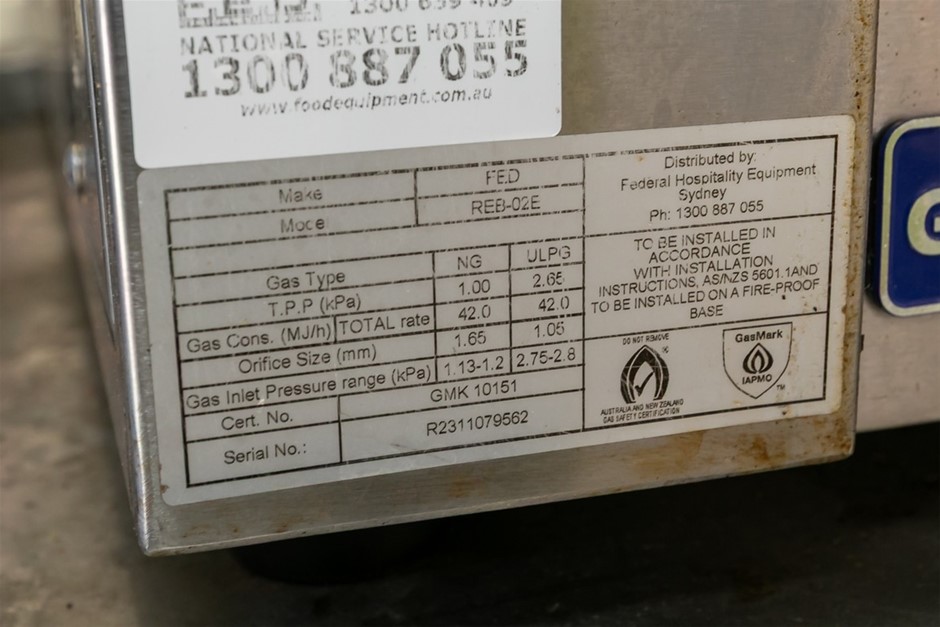 1300 659 409
NATIONAL SERVICE HOTLINE
1300 887 055
www.foodequipment.com.au
Make FED
Model REB-02E
Gas Type NG ULPG
T.P.P (kPa) 1.00 2.65
Gas Cons. (MJ/h) TOTAL rate 42.0 42.0
Orifice Size (mm) 1.65 1.05
Gas Inlet Pressure range (kPa) 1.13-1.2 2.75-2.8
Cert. No. GMK 10151
Serial No.: R2311079562
Distributed by:
Federal Hospitality Equipment
Sydney
Ph: 1300 887 055
TO BE INSTALLED IN
ACCORDANCE
WITH INSTALLATION
INSTRUCTIONS, AS/NZS 5601.1AND
TO BE INSTALLED ON A FIRE-PROOF
BASE
DO NOT REMOVE
®
AUSTRALIA AND NEW ZEALAND
GAS SAFETY CERTIFICATION
GasMark
IAPMO
TM
G